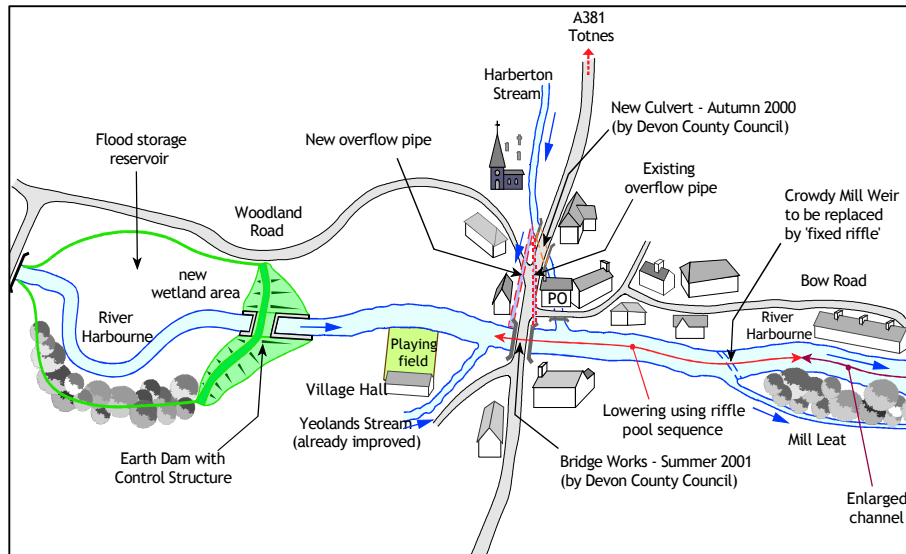 A381
Totnes
Harberton
Stream
New Culvert - Autumn 2000
(by Devon County Council)
New overflow pipe
Flood storage
reservoir
Existing
overflow pipe
Crowdy Mill Weir
to be replaced
by 'fixed riffle'
Woodland
Road
new
wetland area
PO
Bow Road
River
Harbourne
River
Harbourne
Playing
field
Village Hall
Yeolands Stream
(already improved)
Lowering using riffle
pool sequence
Mill Leat
Earth Dam with
Control Structure
Bridge Works - Summer 2001
(by Devon County Council)
Enlarged
channel